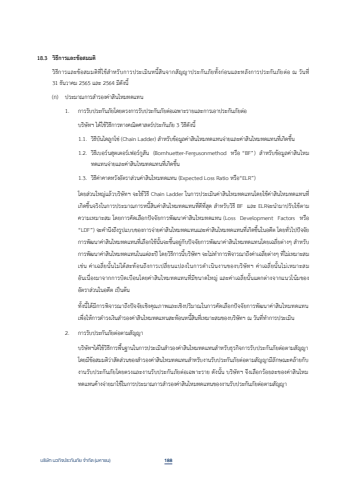 18.3 วิธีการและข้อสมมติ
วิธีการและข้อสมมติที่ใช้สำหรับการประเมินหนี้สินจากสัญญาประกันภัยทั้งก่อนและหลังการประกันภัยต่อ ณ วันที่
31 ธันวาคม 2565 และ 2564 มีดังนี้
(ก) ประมาณการสำรองค่าสินไหมทดแทน
1. การรับประกันภัยโดยตรงการรับประกันภัยต่อเฉพาะรายและการเอาประกันภัยต่อ
บริษัทฯ ได้ใช้วิธีการทางคณิตศาสตร์ประกันภัย 3 วิธีดังนี้
1.1. วิธีบันไดลูกโซ่ (Chain Ladder) สำหรับข้อมูลค่าสินไหมทดแทนจ่ายและค่าสินไหมทดแทนที่เกิดขึ้น
1.2. วิธีบอร์นฮุตเตอร์เฟอร์กูสัน (Bornhuetter-Fergusonmethod หรือ "BF") สำหรับข้อมูลค่าสินไหม
ทดแทนจ่ายและค่าสินไหมทดแทนที่เกิดขึ้น
1.3. วิธีค่าคาดหวังอัตราส่วนค่าสินไหมทดแทน (Expected Loss Ratio หรือ"ELR")
โดยส่วนใหญ่แล้วบริษัทฯ จะใช้วิธี Chain Ladder ในการประเมินค่าสินไหมทดแทนโดยใช้ค่าสินไหมทดแทนที่
เกิดขึ้นจริงในการประมาณการหนี้สินค่าสินไหมทดแทนที่ดีที่สุด สำหรับวิธี BF และ ELRจะนำมาปรับใช้ตาม
ความเหมาะสม โดยการคัดเลือกปัจจัยการพัฒนาค่าสินไหมทดแทน (Loss Development Factors หรือ
"LDF") จะคำนึงถึงรูปแบบของการจ่ายค่าสินไหมทดแทนและค่าสินไหมทดแทนที่เกิดขึ้นในอดีต โดยทั่วไปปัจจัย
การพัฒนาค่าสินไหมทดแทนที่เลือกใช้นั้นจะขึ้นอยู่กับปัจจัยการพัฒนาค่าสินไหมทดแทนโดยเฉลี่ยต่างๆ สำหรับ
การพัฒนาค่าสินไหมทดแทนในแต่ละปี โดยวิธีการนี้บริษัทฯ จะไม่ทำการพิจารณาถึงค่าเฉลี่ยต่างๆ ที่ไม่เหมาะสม
เช่น ค่าเฉลี่ยนั้นไม่ได้สะท้อนถึงการเปลี่ยนแปลงในการดำเนินงานของบริษัทฯ ค่าเฉลี่ยนั้นไม่เหมาะสม
อันเนื่องมาจากการบิดเบือนโดยค่าสินไหมทดแทนที่มีขนาดใหญ่ และค่าเฉลี่ยนั้นแตกต่างจากแนวโน้มของ
อัตราส่วนในอดีต เป็นต้น
ทั้งนี้ได้มีการพิจารณาถึงปัจจัยเชิงคุณภาพและเชิงปริมาณในการคัดเลือกปัจจัยการพัฒนาค่าสินไหมทดแทน
เพื่อให้การดำรงเงินสำรองค่าสินไหมทดแทนสะท้อนหนี้สินที่เหมาะสมของบริษัทฯ ณ วันที่ทำการประเมิน
2. การรับประกันภัยต่อตามสัญญา
บริษัทฯได้ใช้วิธีการพื้นฐานในการประเมินสำรองค่าสินไหมทดแทนสำหรับธุรกิจการรับประกันภัยต่อตามสัญญา
โดยมีข้อสมมติว่าสัดส่วนของสำรองค่าสินไหมทดแทนสำหรับงานรับประกันภัยต่อตามสัญญามีลักษณะคล้ายกับ
งานรับประกันภัยโดยตรงและงานรับประกันภัยต่อเฉพาะราย ดังนั้น บริษัทฯ จึงเลือกร้อยละของค่าสินไหม
ทดแทนค้างจ่ายมาใช้ในการประมาณการสำรองค่าสินไหมทดแทนของงานรับประกันภัยต่อตามสัญญา
บริษัท นวกิจประกันภัย จำกัด (มหาชน)
166